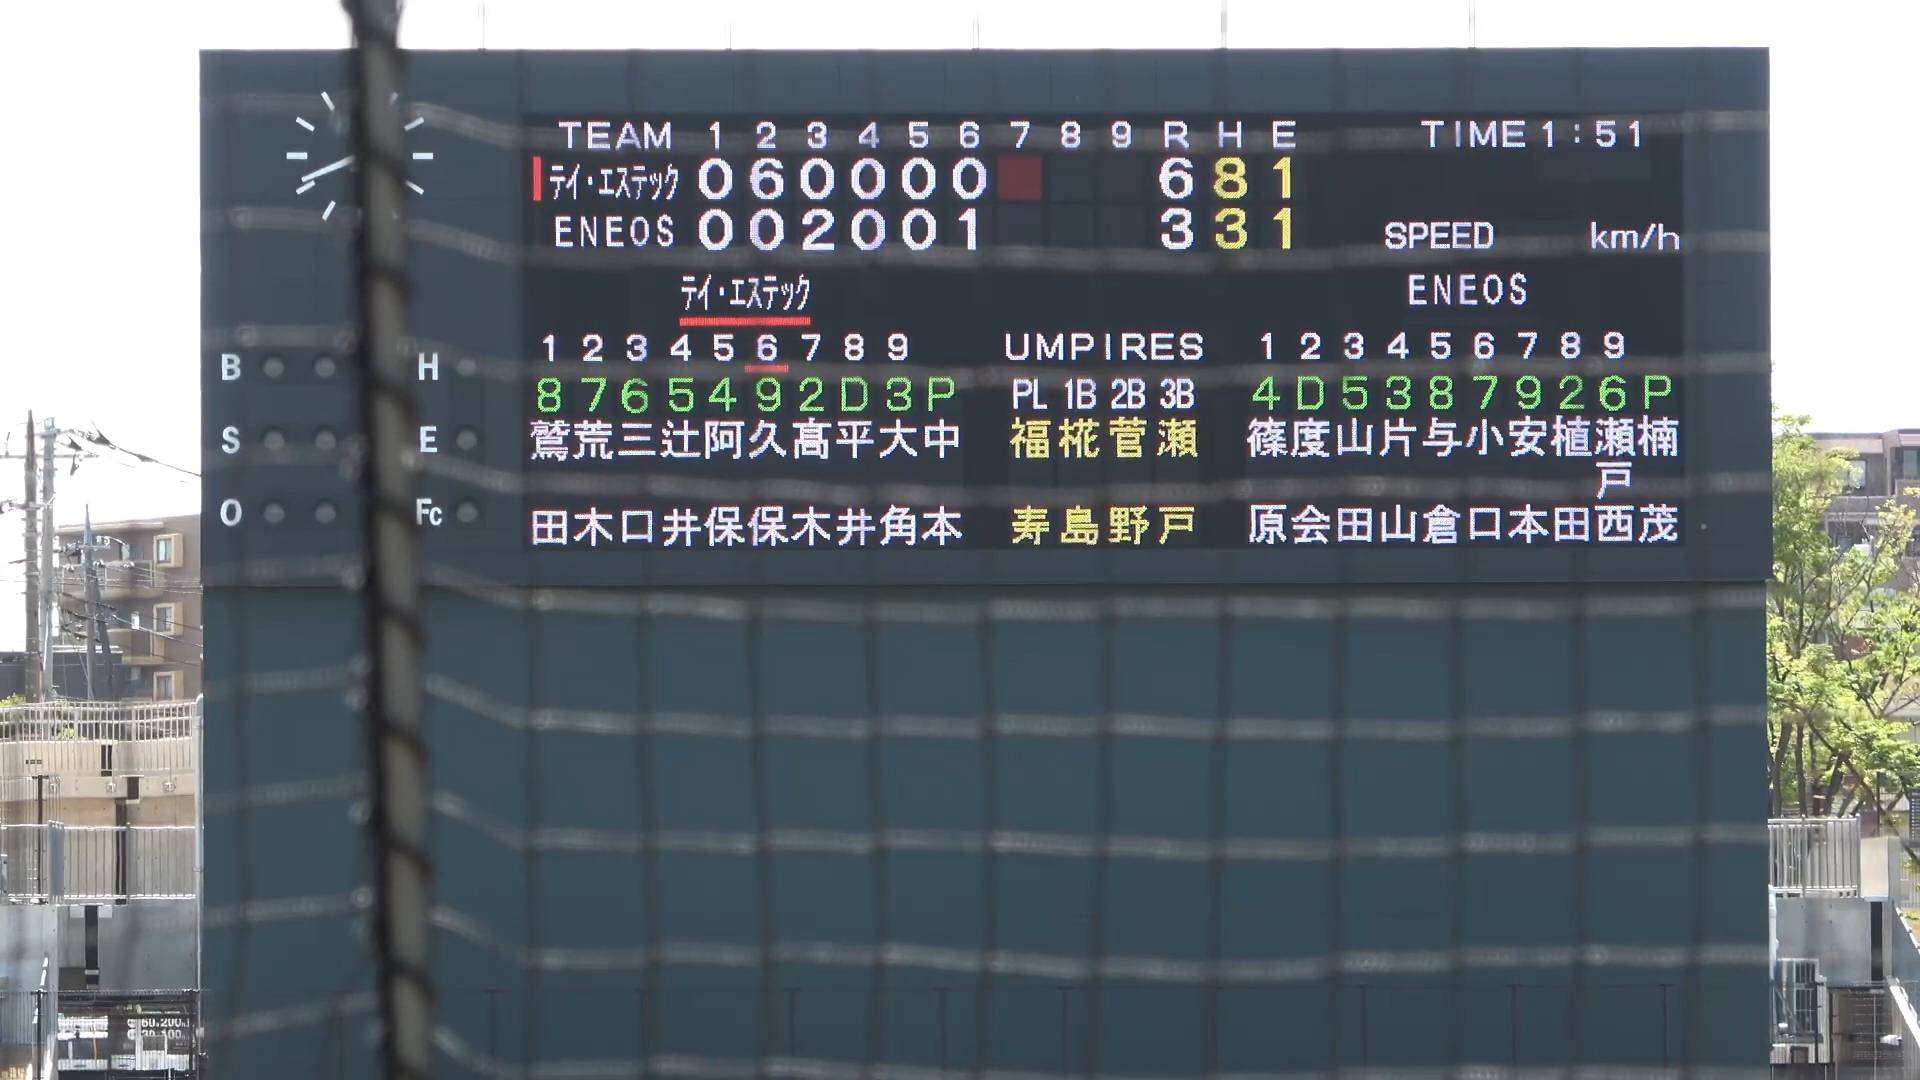 TEAM 1 2 3 4 5 6 7 8 9 R H E TIME 1:51
テイ・エステック 0 6 0 0 0 0 6 8 1
ENEOS 0 0 2 0 0 1 3 3 1 SPEED km/h
テイ・エステック ENEOS
1 2 3 4 5 6 7 8 9 UMPIRES 1 2 3 4 5 6 7 8 9
B H 8 7 6 5 4 9 2 D 3 P PL 1B 2B 3B 4 D 5 3 8 7 9 2 6 P
S E 鷲荒三辻阿久髙平大中 福椛菅瀬 篠度山片与小安植瀬楠
戸
O Fc 田木口井保保木井角本 寿島野戸 原会田山倉口本田西茂